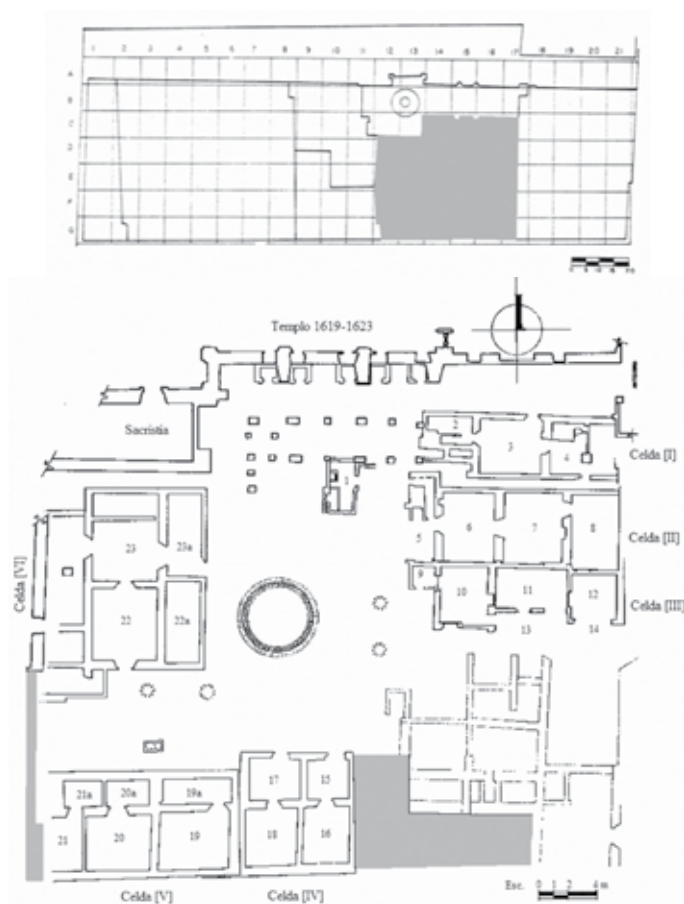 1 2 3 4 5 6 7 8 9 10 11 12 13 14 15 16 17 18 19 20 21
A
B
C
D
E
F
G
Templo 1619-1623
Sacristía
2
3
4
Celda [I]
1
23
23a
5
6
7
8
Celda [II]
Celda [VI]
9
10
11
12
Celda [III]
22
22a
13
14
21a
20a
19a
17
15
21
20
19
18
16
Celda [V]
Celda [IV]
Esc. 0 1 2 4 m